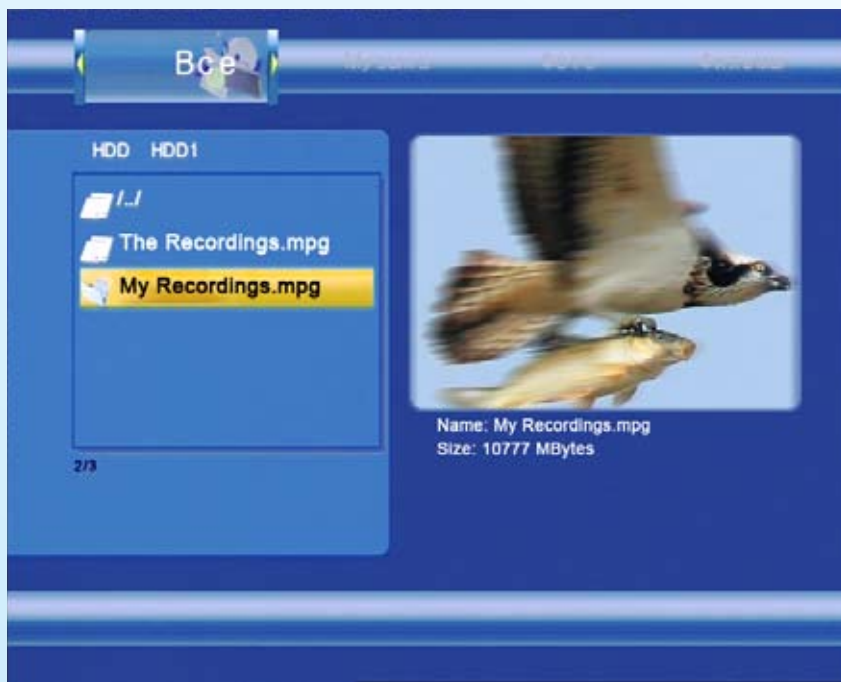 Все
HDD HDD1
/../
The Recordings.mpg
My Recordings.mpg
2/3
Name: My Recordings.mpg
Size: 10777 MBytes